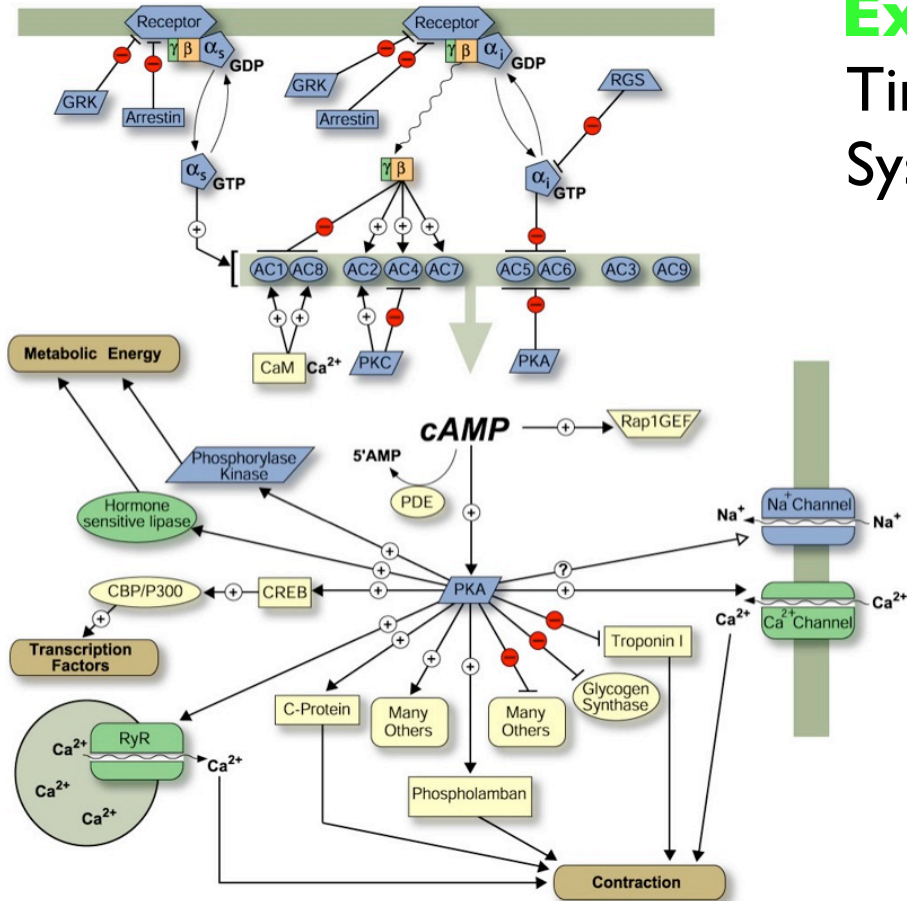 Ex
Tir
Sys
Receptor
γ β αs
GDP
GRK
Arrestin
αs GTP
Receptor
γ β αi
GDP
GRK
Arrestin
RGS
γ β
αi GTP
AC1 AC8 AC2 AC4 AC7 AC5 AC6 AC3 AC9
CaM Ca2+
PKC
PKA
Metabolic Energy
cAMP
Rap1GEF
Phosphorylase
Kinase
5'AMP
PDE
Hormone
sensitive lipase
Na+ Na+ Channel Na+
CBP/P300
CREB
PKA
?
Ca2+ Ca2+ Channel Ca2+
Transcription
Factors
Troponin I
Glycogen
Synthase
C-Protein
Many
Others
Many
Others
RyR
Ca2+ Ca2+
Ca2+
Ca2+
Phospholamban
Contraction